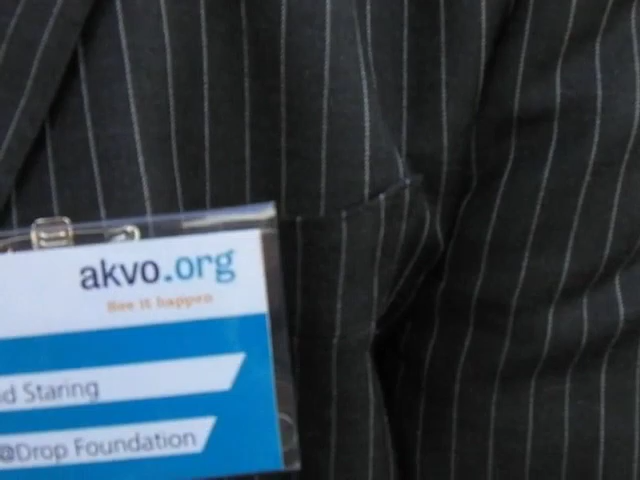 akvo.org
See it happen
d Staring
@Drop Foundation